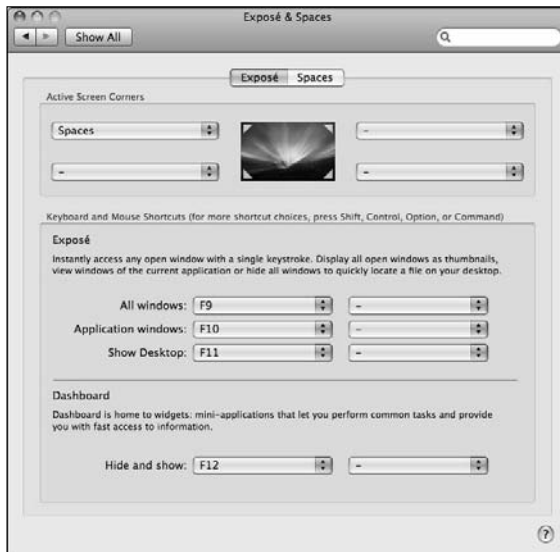 Exposé & Spaces
Show All
Exposé Spaces
Active Screen Corners
Spaces -
- -
Keyboard and Mouse Shortcuts (for more shortcut choices, press Shift, Control, Option, or Command)
Exposé
Instantly access any open window with a single keystroke. Display all open windows as thumbnails,
view windows of the current application or hide all windows to quickly locate a file on your desktop.
All windows: F9 -
Application windows: F10 -
Show Desktop: F11 -
Dashboard
Dashboard is home to widgets: mini-applications that let you perform common tasks and provide
you with fast access to information.
Hide and show: F12 -
?